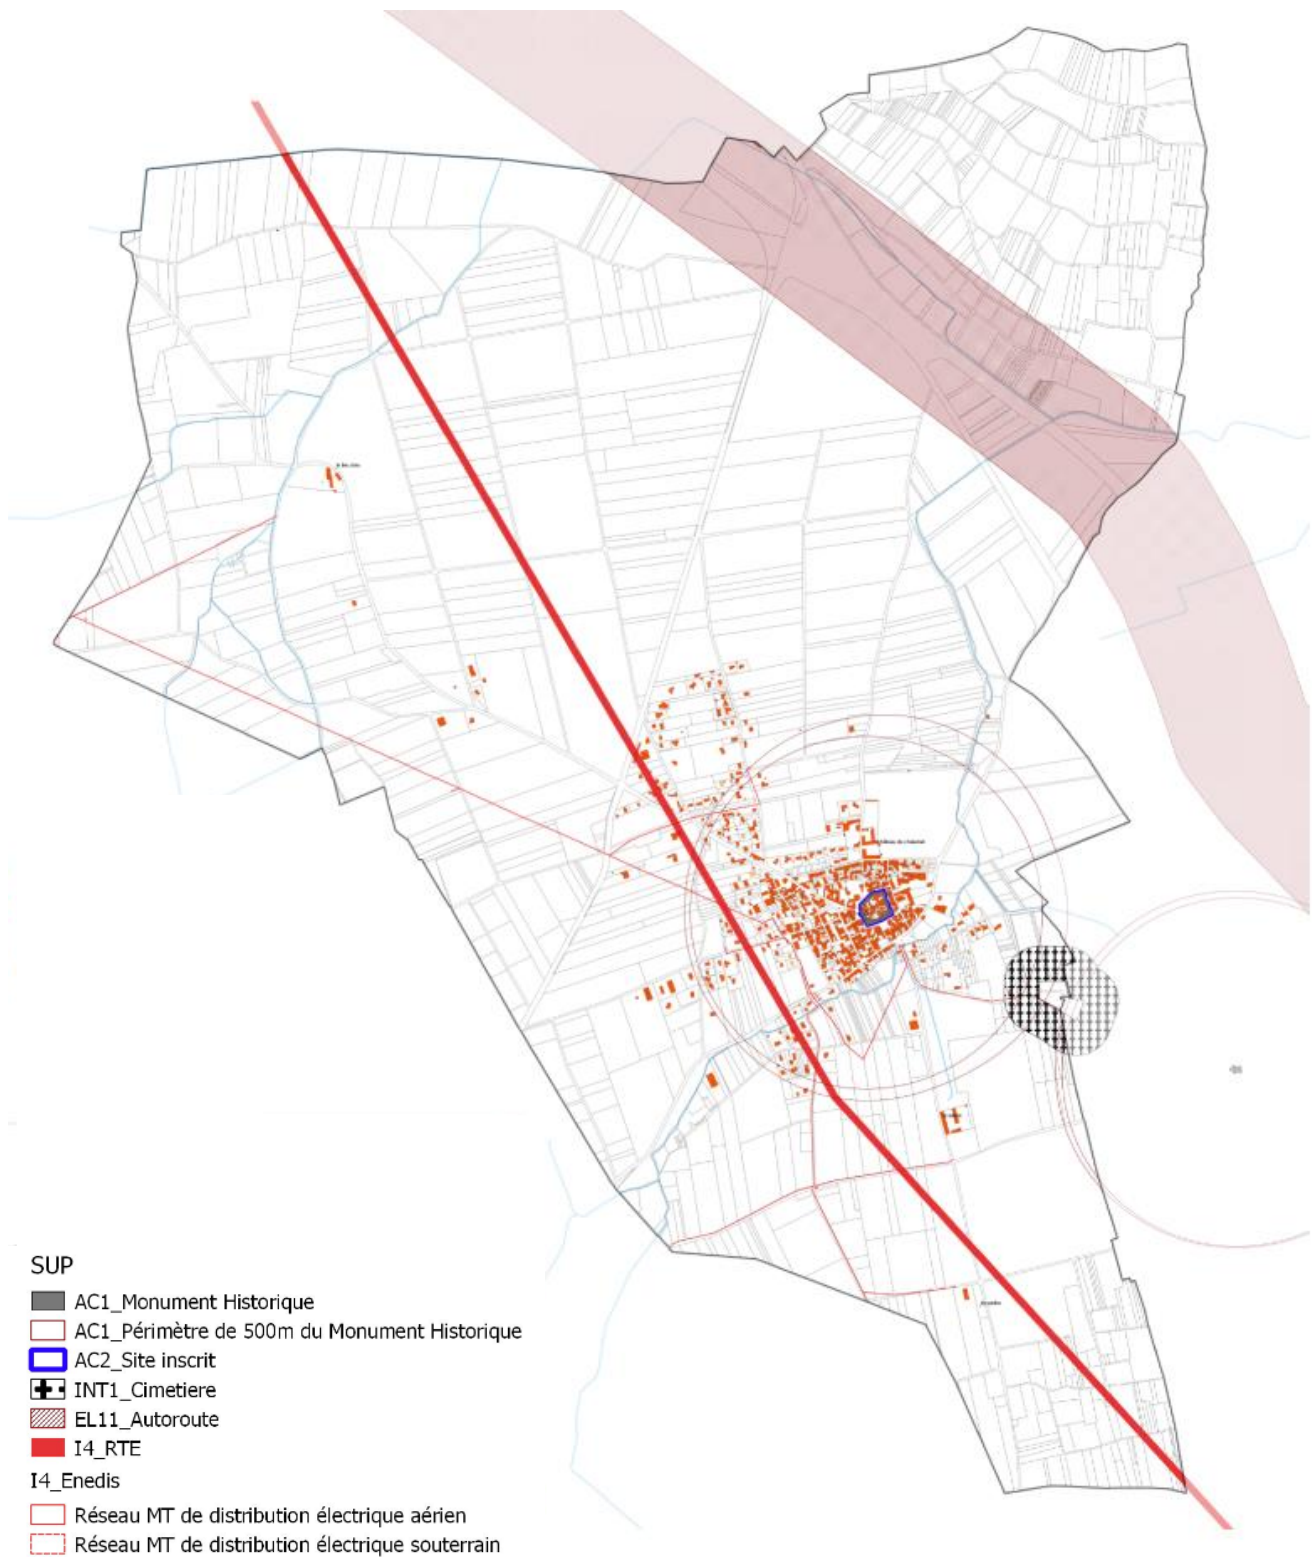 SUP
AC1_Monument Historique
AC1_Périmètre de 500m du Monument Historique
AC2_Site inscrit
INT1_Cimetiere
EL11_Autoroute
I4_RTE
I4_Enedis
Réseau MT de distribution électrique aérien
Réseau MT de distribution électrique souterrain